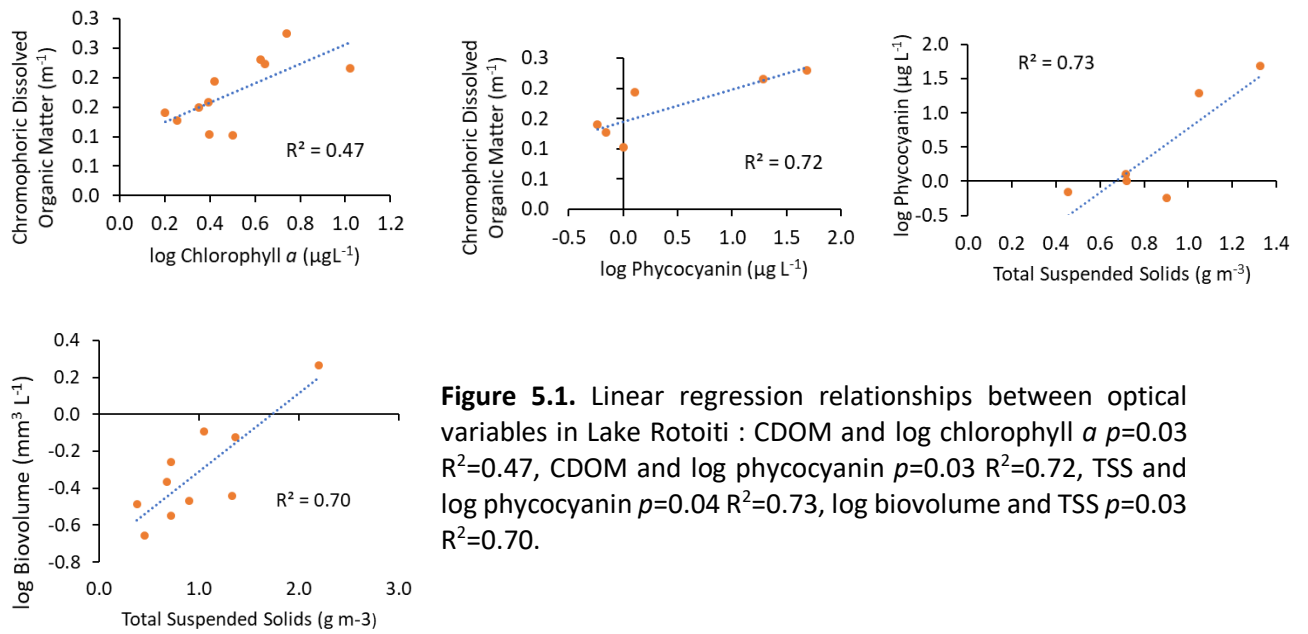 Chromophoric Dissolved
Organic Matter (m⁻¹)
0.3
0.3
0.2
0.2
0.1
0.1
0.0
R² = 0.47
0.0 0.2 0.4 0.6 0.8 1.0 1.2
log Chlorophyll a (µgL⁻¹)
Chromophoric Dissolved
Organic Matter (m⁻¹)
0.3
0.3
0.2
0.2
0.1
0.1
0.0
R² = 0.72
-0.5 0.0 0.5 1.0 1.5 2.0
log Phycocyanin (µg L⁻¹)
log Phycocyanin (µg L⁻¹)
2.0
1.5
1.0
0.5
0.0
-0.5
R² = 0.73
0.0 0.2 0.4 0.6 0.8 1.0 1.2 1.4
Total Suspended Solids (g m⁻³)
log Biovolume (mm³ L⁻¹)
0.4
0.2
0.0
-0.2
-0.4
-0.6
-0.8
R² = 0.70
0.0 1.0 2.0 3.0
Total Suspended Solids (g m-3)
Figure 5.1. Linear regression relationships between optical
variables in Lake Rotoiti : CDOM and log chlorophyll a p=0.03
R²=0.47, CDOM and log phycocyanin p=0.03 R²=0.72, TSS and
log phycocyanin p=0.04 R²=0.73, log biovolume and TSS p=0.03
R²=0.70.